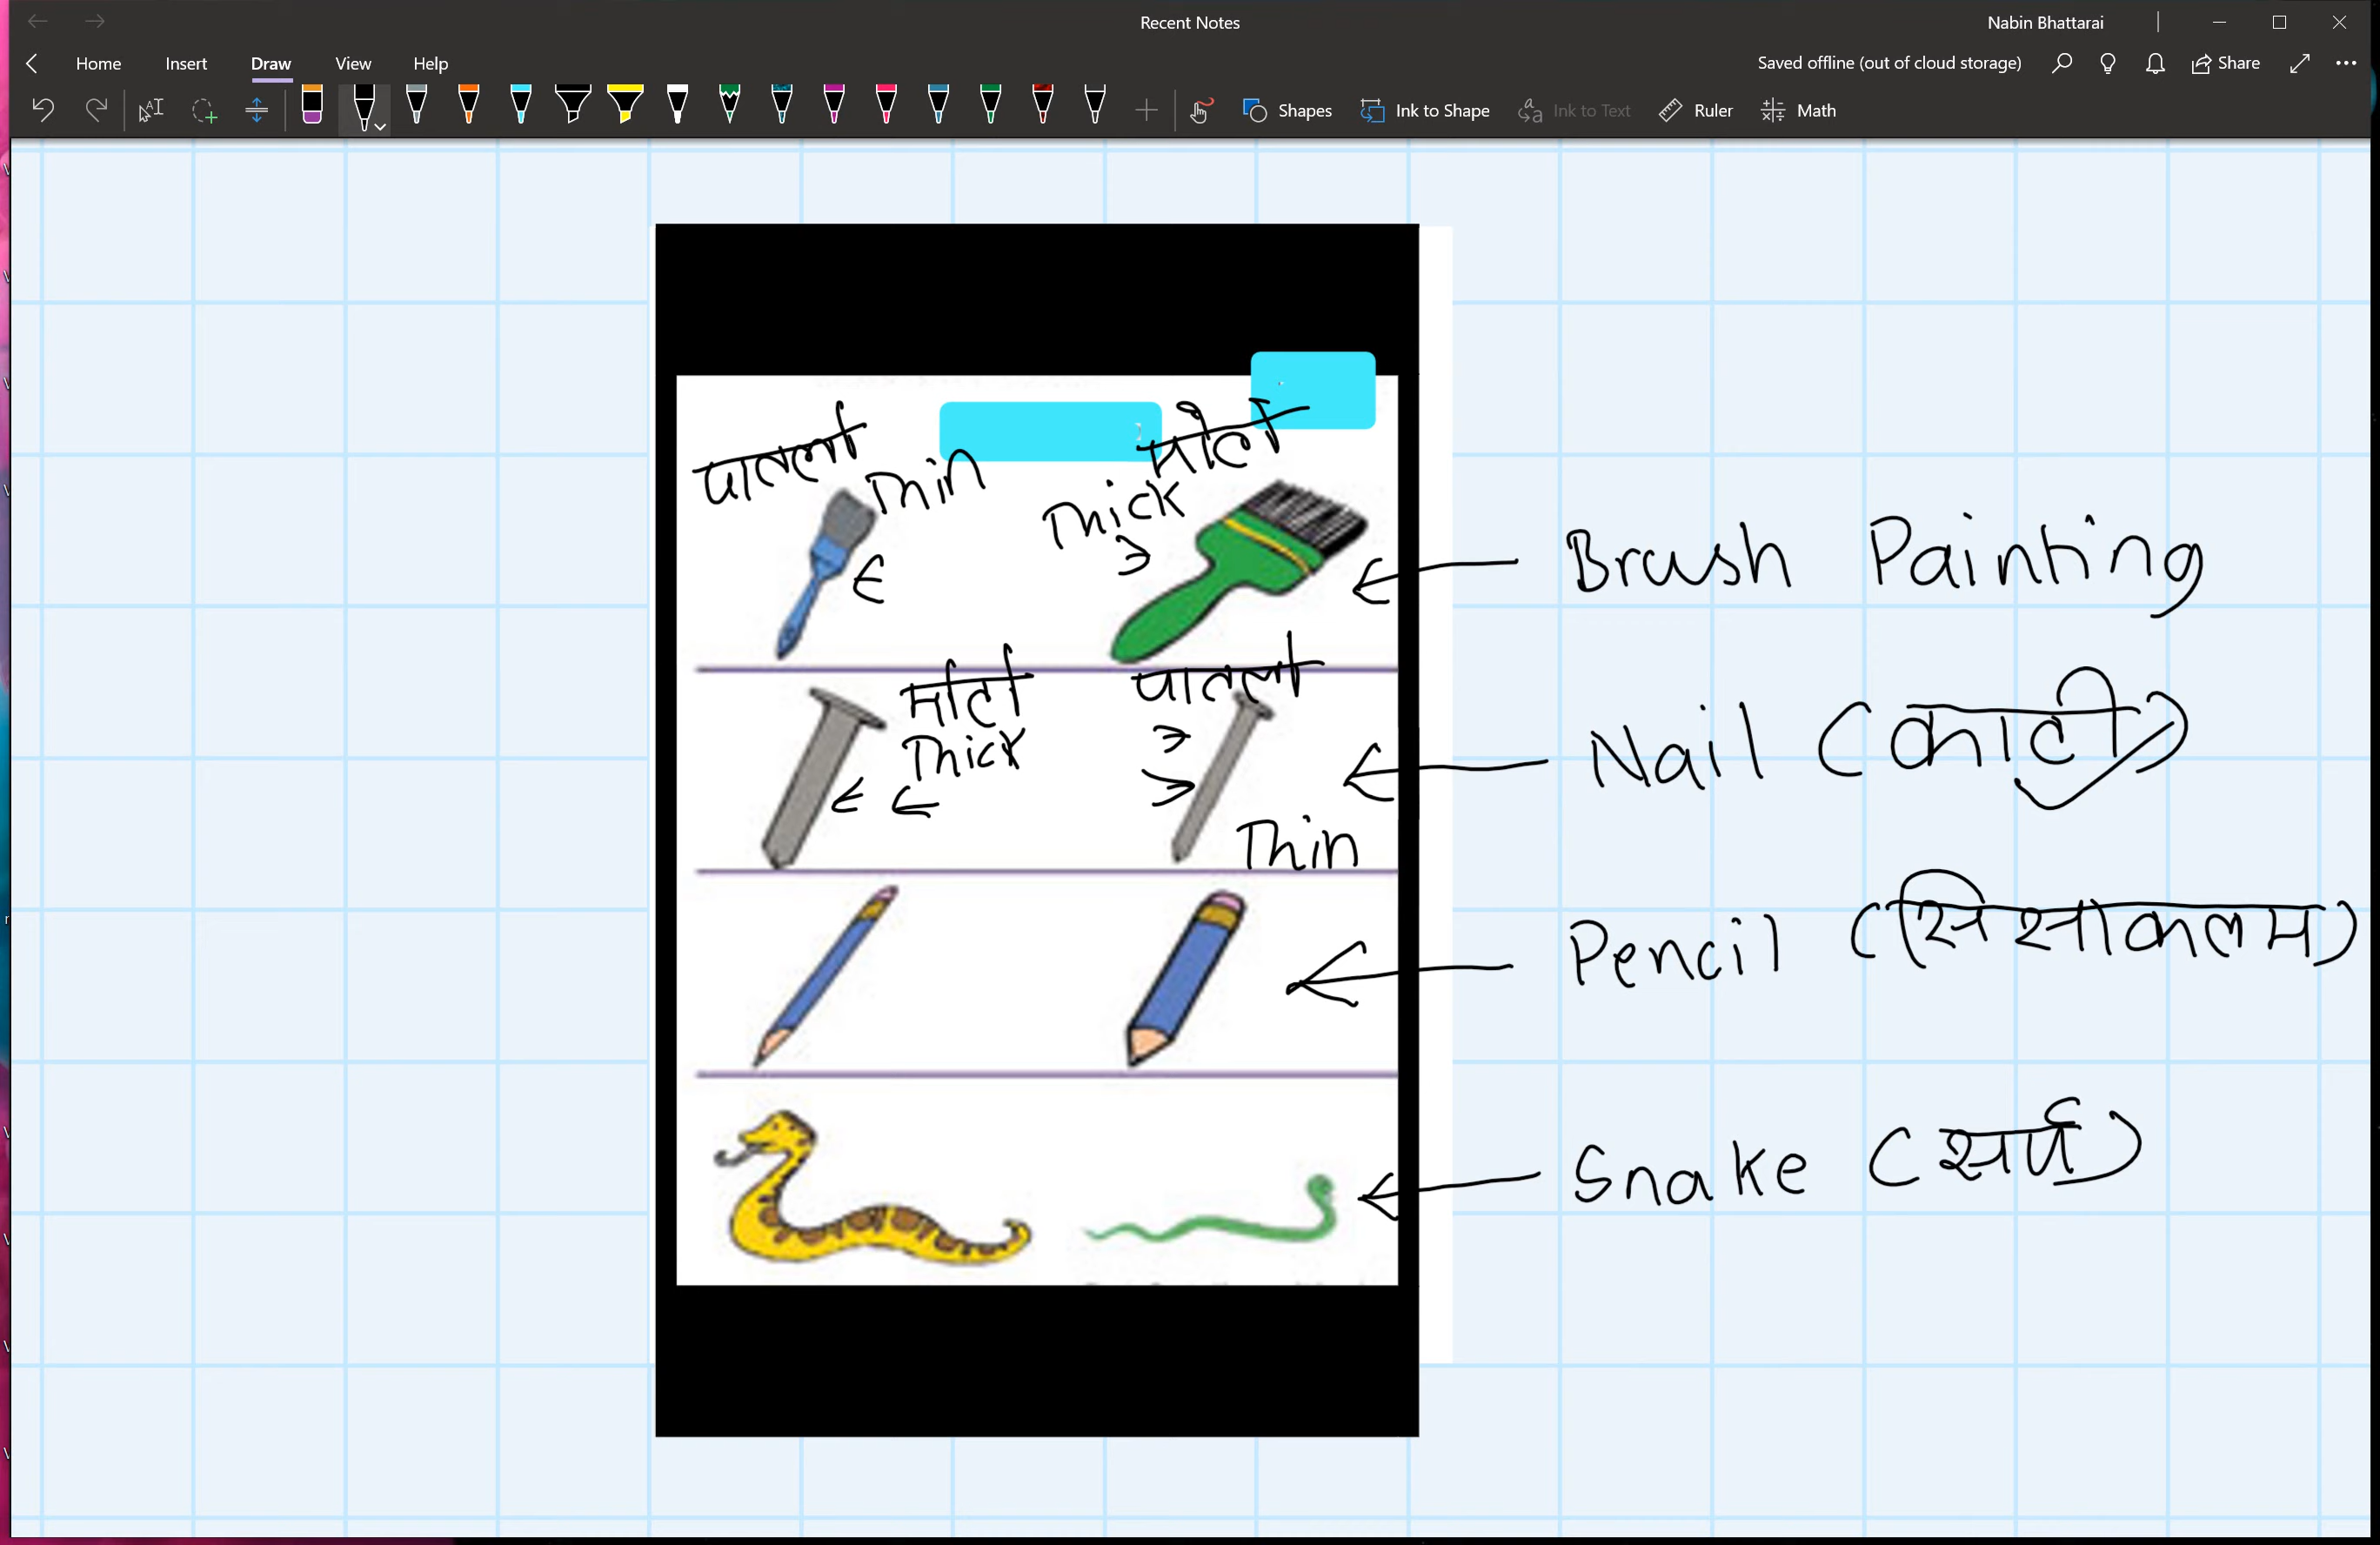 Recent Notes
Nabin Bhattarai
Home Insert Draw View Help
Saved offline (out of cloud storage)
Share
Shapes
Ink to Shape
Ink to Text
Ruler
Math
पातलो
Thin
मोटो
Thick
Brush Painting
मोटो
Thick
पातलो
Thin
Nail (काटी)
Pencil (सिसाकलम)
Snake (सर्प)